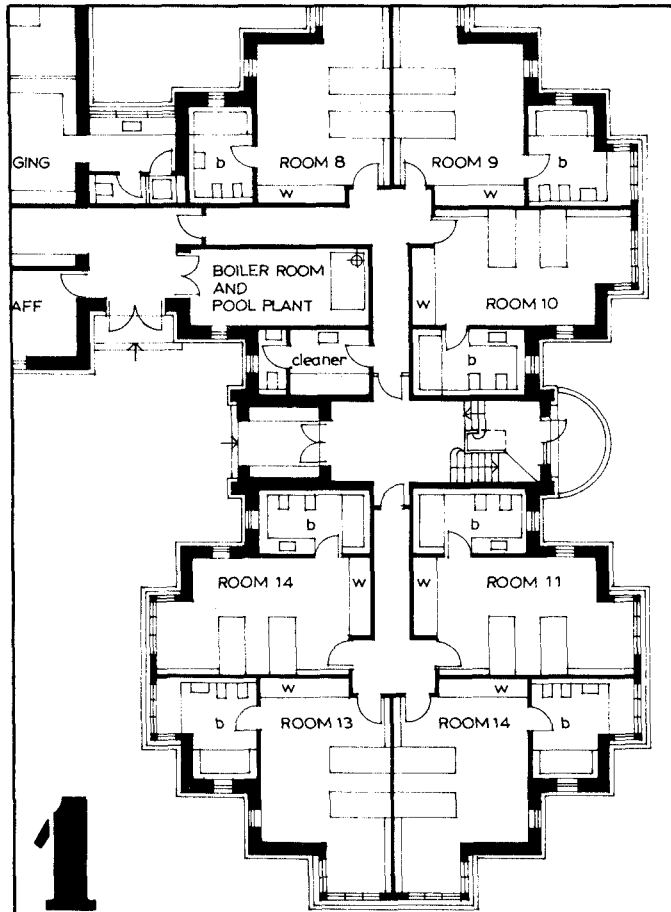 GING
b
ROOM 8
W
ROOM 9
W
b
BOILER ROOM
AND
POOL PLANT
W
ROOM 10
AFF
cleaner
b
b
b
ROOM 14
W
W
ROOM 11
b
W
ROOM 13
W
ROOM 14
b
1